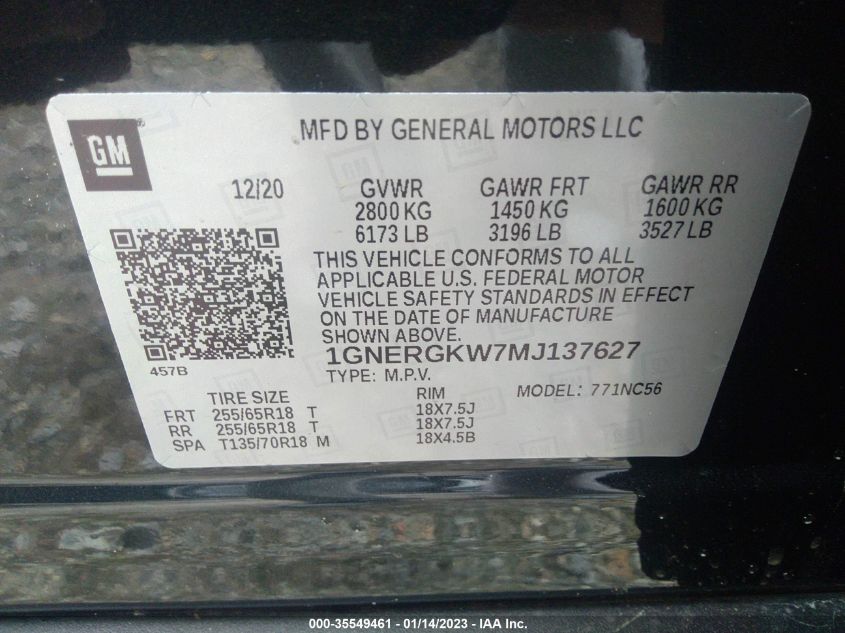 GM
MFD BY GENERAL MOTORS LLC
12/20 GVWR GAWR FRT GAWR RR
2800 KG 1450 KG 1600 KG
6173 LB 3196 LB 3527 LB
THIS VEHICLE CONFORMS TO ALL
APPLICABLE U.S. FEDERAL MOTOR
VEHICLE SAFETY STANDARDS IN EFFECT
ON THE DATE OF MANUFACTURE
SHOWN ABOVE.
457B
1GNERGKW7MJ137627
TYPE: M.P.V.
TIRE SIZE RIM MODEL: 771NC56
FRT 255/65R18 T 18X7.5J
RR 255/65R18 T 18X7.5J
SPA T135/70R18 M 18X4.5B
000-35549461 - 01/14/2023 - © IAA Inc.